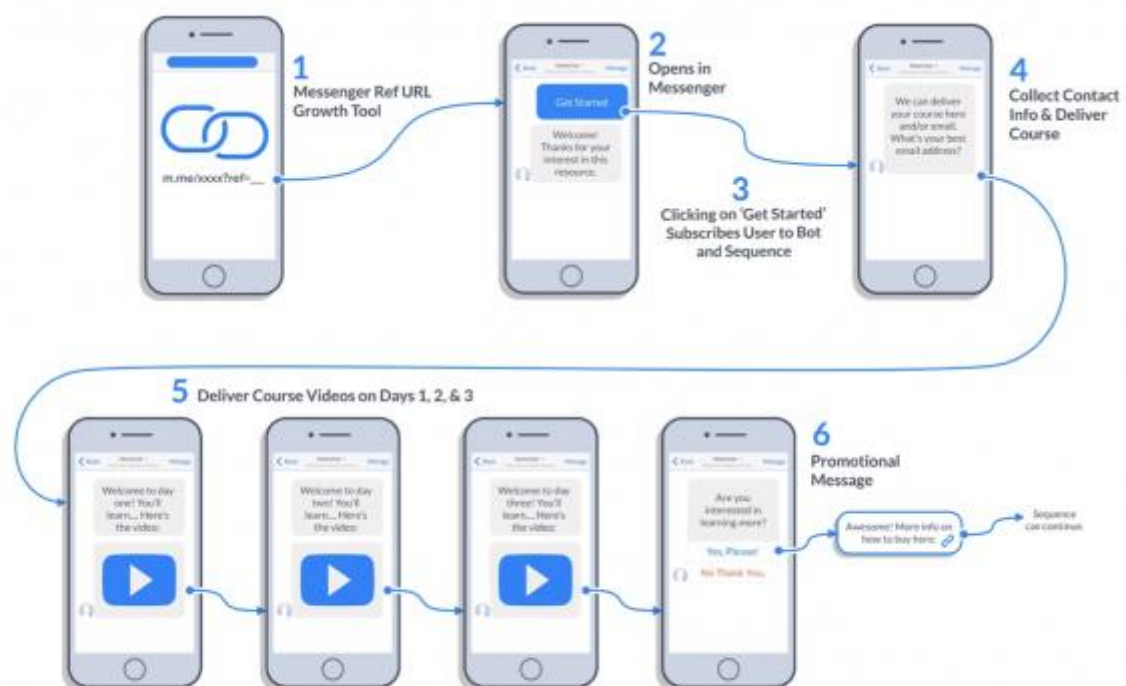 1
Messenger Ref URL
Growth Tool
m.me/xxxx?ref=__
2
Opens in
Messenger
Get Started
Welcome!
Thanks for your
interest in this
resource.
3
Clicking on 'Get Started'
Subscribes User to Bot
and Sequence
4
Collect Contact
Info & Deliver
Course
We can deliver
your course here
and/or email.
What's your best
email address?
5 Deliver Course Videos on Days 1, 2, & 3
Welcome to day
one! You'll
learn.... Here's
the video:
Welcome to day
two! You'll
learn.... Here's
the video:
Welcome to day
three! You'll
learn.... Here's
the video:
6
Promotional
Message
Are you
interested in
learning more?
Yes, Please!
No Thank You.
Awesome! More info on
how to buy here:
Sequence
can continue